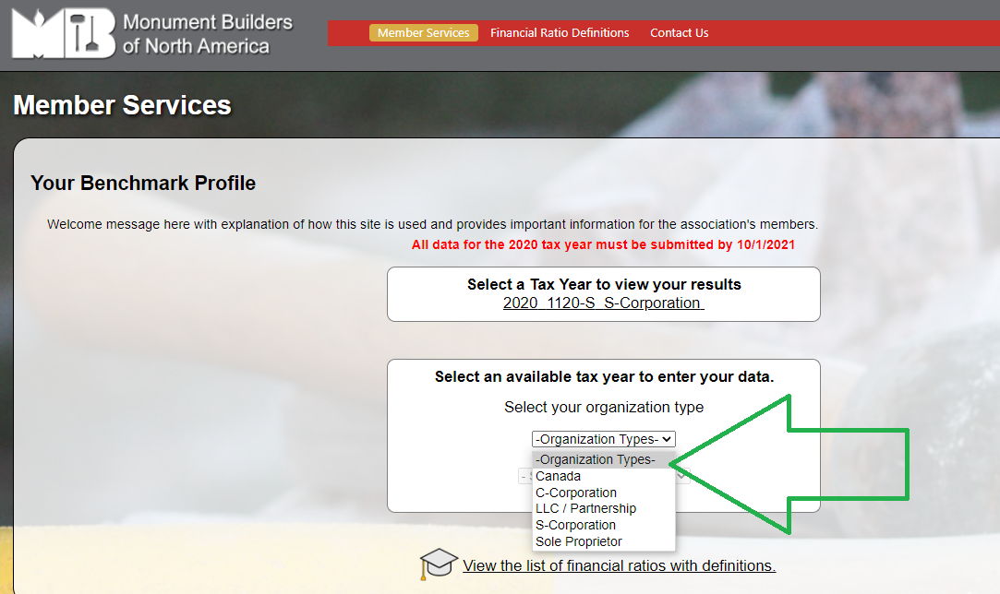 Monument Builders
of North America
Member Services Financial Ratio Definitions Contact Us
Member Services
Your Benchmark Profile
Welcome message here with explanation of how this site is used and provides important information for the association's members.
All data for the 2020 tax year must be submitted by 10/1/2021
Select a Tax Year to view your results
2020 1120-S S-Corporation
Select an available tax year to enter your data.
Select your organization type
-Organization Types-
-Organization Types-
Canada
C-Corporation
LLC / Partnership
S-Corporation
Sole Proprietor
View the list of financial ratios with definitions.